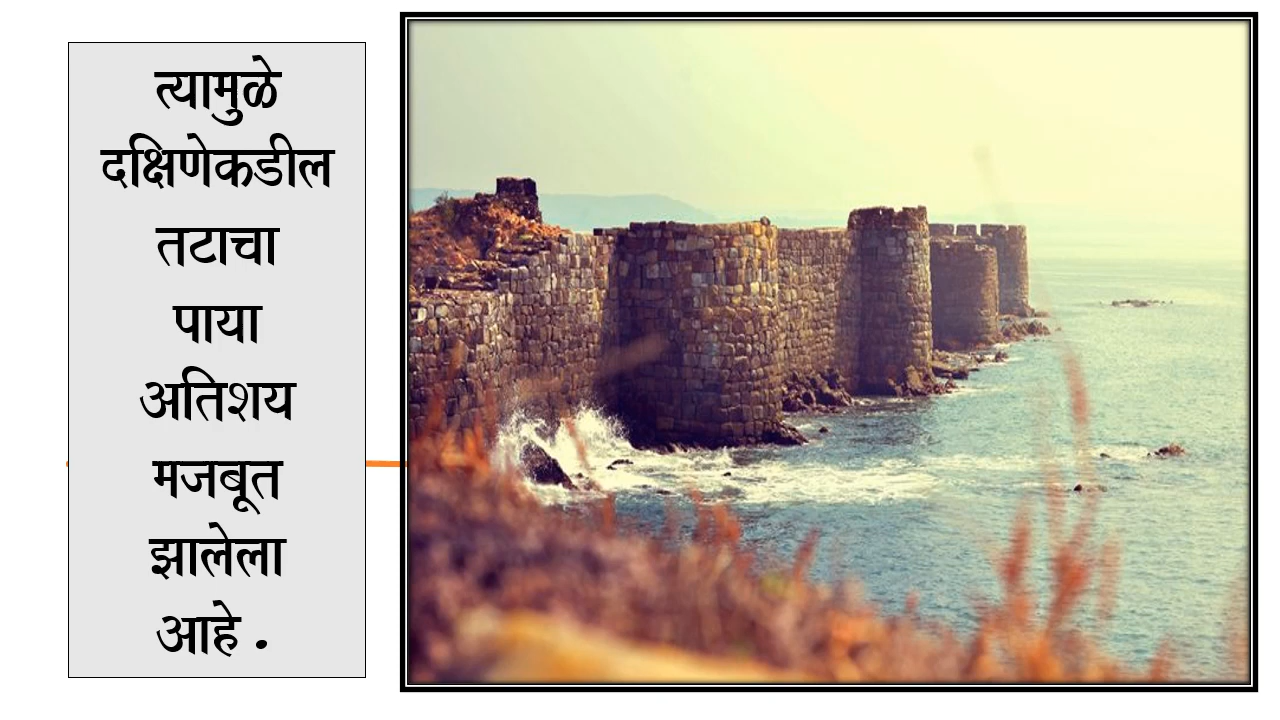 त्यामुळे
दक्षिणेकडील
तटाचा
पाया
अतिशय
मजबूत
झालेला
आहे .